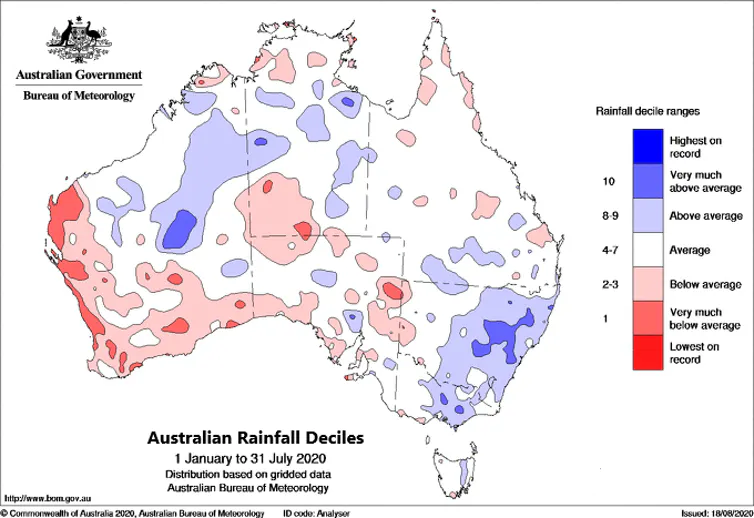 Australian Government
Bureau of Meteorology
Rainfall decile ranges
Highest on
record
10
Very much
above average
8-9
Above average
4-7
Average
2-3
Below average
1
Very much
below average
Lowest on
record
Australian Rainfall Deciles
1 January to 31 July 2020
Distribution based on gridded data
Australian Bureau of Meteorology
http://www.bom.gov.au
© Commonwealth of Australia 2020, Australian Bureau of Meteorology
ID code: Analyser
Issued: 18/08/2020